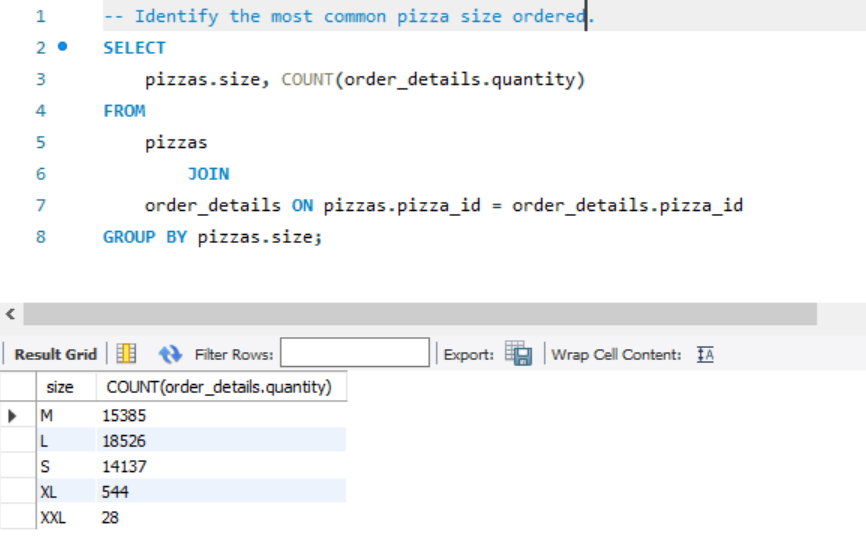 1 -- Identify the most common pizza size ordered.
2 SELECT
3 pizzas.size, COUNT(order_details.quantity)
4 FROM
5 pizzas
6 JOIN
7 order_details ON pizzas.pizza_id = order_details.pizza_id
8 GROUP BY pizzas.size;
Result Grid Filter Rows: Export: Wrap Cell Content: IA
size COUNT(order_details.quantity)
M 15385
L 18526
S 14137
XL 544
XXL 28